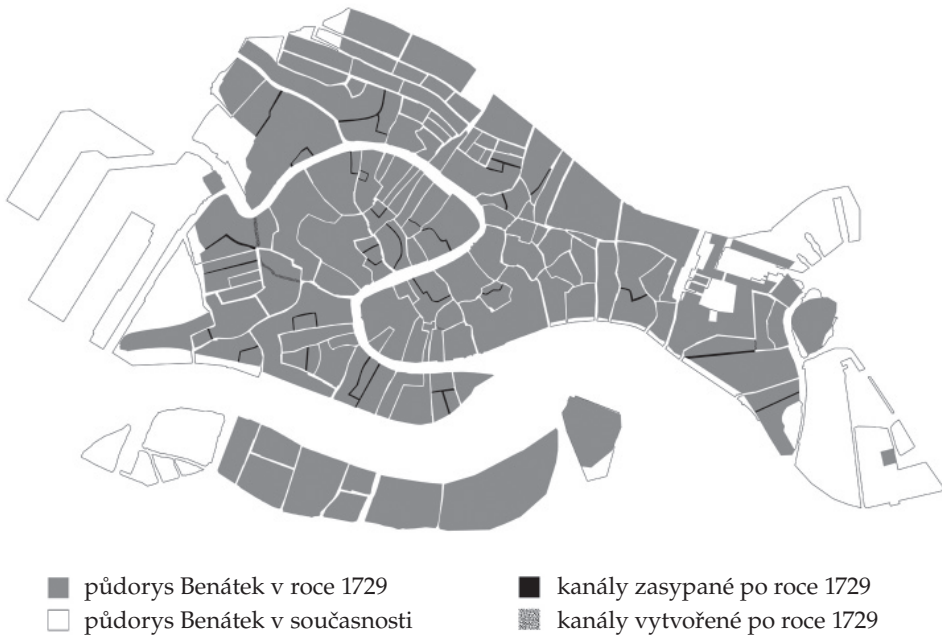 půdorys Benátek v roce 1729
půdorys Benátek v současnosti
kanály zasypané po roce 1729
kanály vytvořené po roce 1729